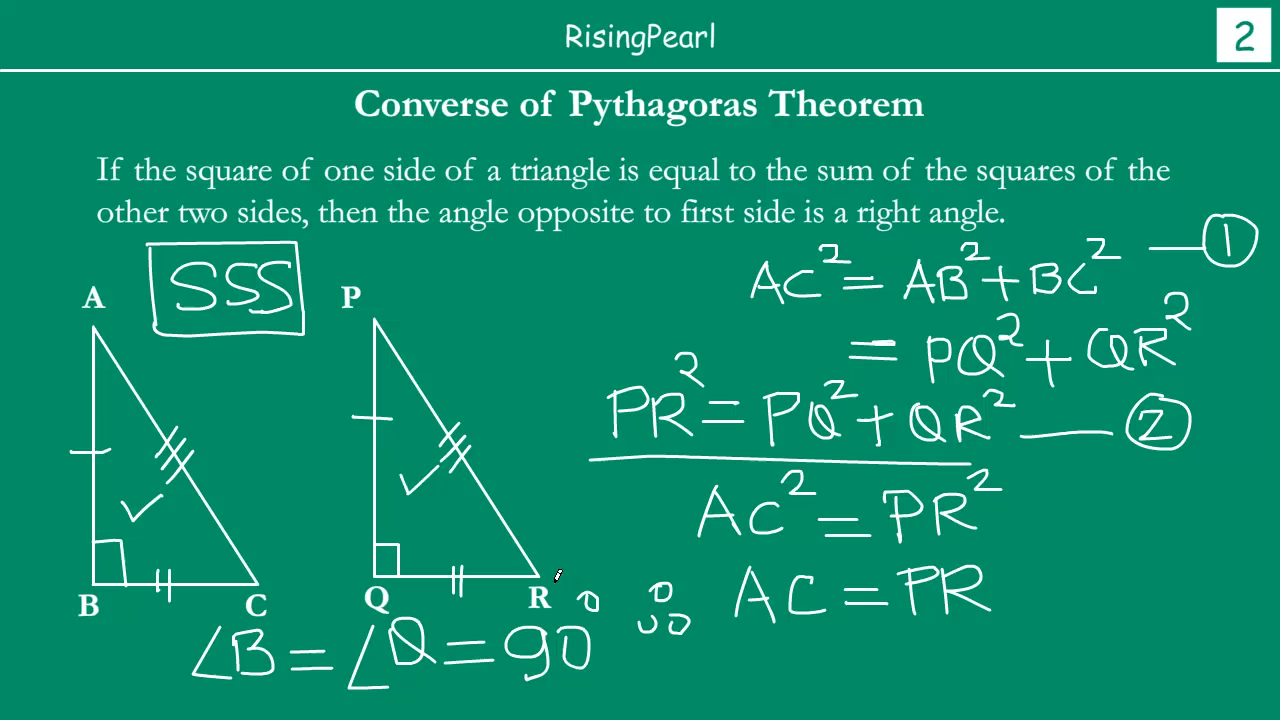 RisingPearl
2
Converse of Pythagoras Theorem
If the square of one side of a triangle is equal to the sum of the squares of the
other two sides, then the angle opposite to first side is a right angle.
SSS
A
B
C
P
Q
R
AC² = AB² + BC² — ①
= PQ² + QR²
PR² = PQ² + QR² — ②
AC² = PR²
∴ AC = PR
∠B = ∠Q = 90°